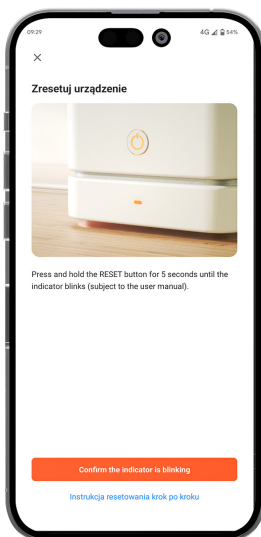 09:29
4G 54%
Zresetuj urządzenie
Press and hold the RESET button for 5 seconds until the
indicator blinks (subject to the user manual).
Confirm the indicator is blinking
Instrukcja resetowania krok po kroku